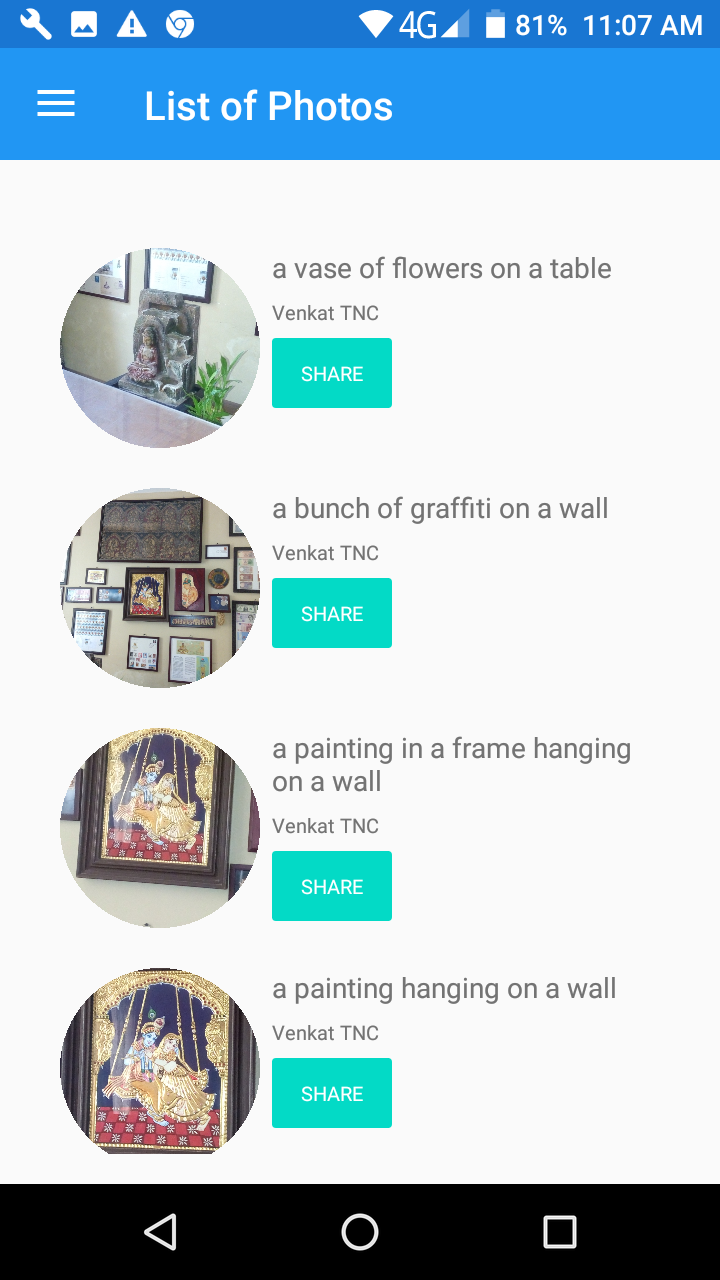 4G 81% 11:07 AM
List of Photos
a vase of flowers on a table
Venkat TNC
SHARE
a bunch of graffiti on a wall
Venkat TNC
SHARE
a painting in a frame hanging
on a wall
Venkat TNC
SHARE
a painting hanging on a wall
Venkat TNC
SHARE